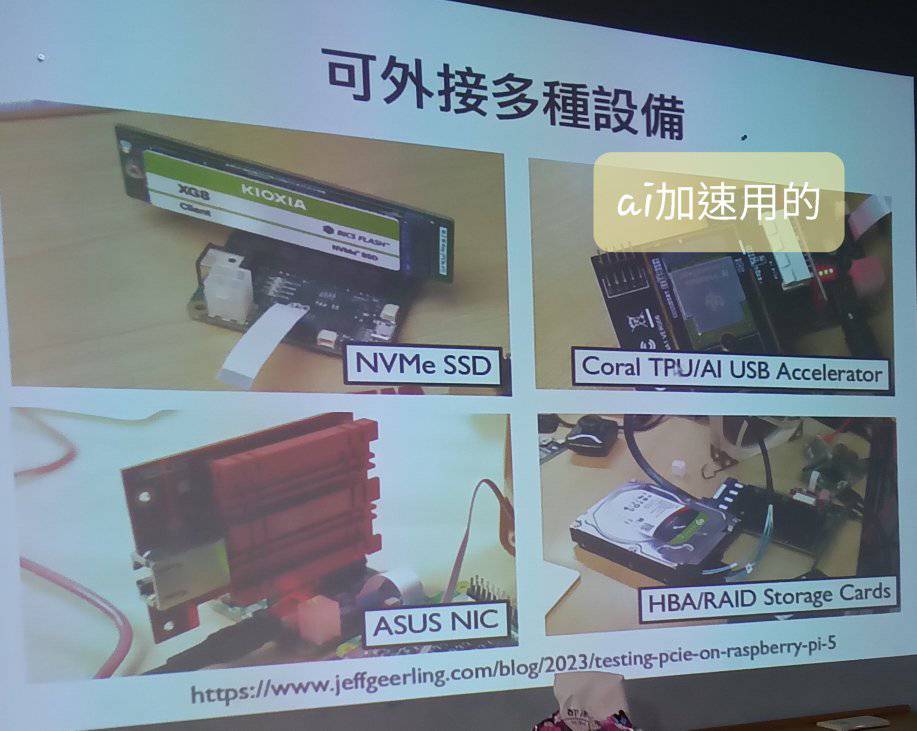 可外接多種設備
KIOXIA
XG8
Client
BiCS FLASH™
NVMe™ SSD
NVMe SSD
ai加速用的
Coral TPU/AI USB Accelerator
ASUS NIC
HBA/RAID Storage Cards
https://www.jeffgeerling.com/blog/2023/testing-pcie-on-raspberry-pi-5